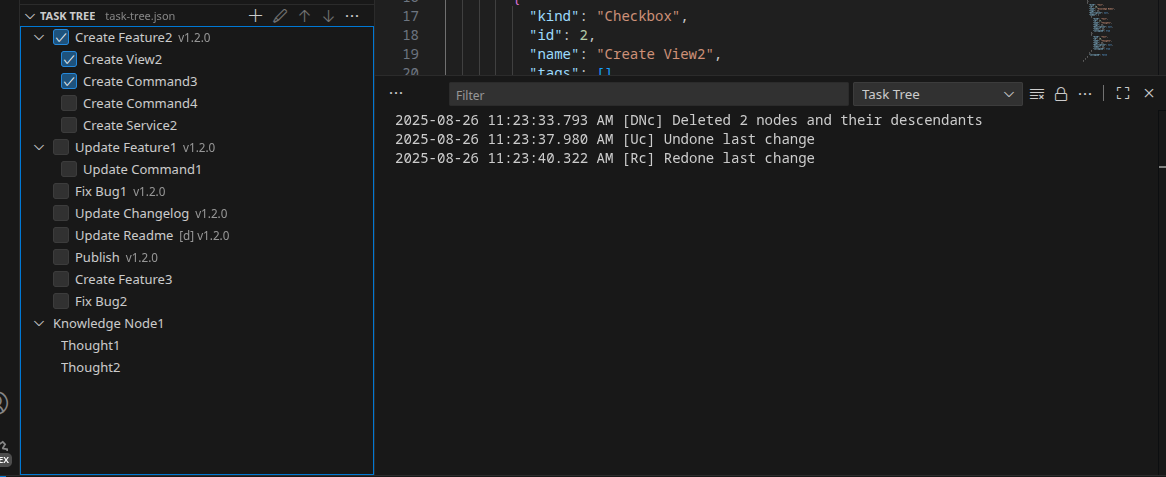 TASK TREE task-tree.json
Create Feature2 v1.2.0
Create View2
Create Command3
Create Command4
Create Service2
Update Feature1 v1.2.0
Update Command1
Fix Bug1 v1.2.0
Update Changelog v1.2.0
Update Readme [d] v1.2.0
Publish v1.2.0
Create Feature3
Fix Bug2
Knowledge Node1
Thought1
Thought2
EX
17 "kind": "Checkbox",
18 "id": 2,
19 "name": "Create View2",
20 "tags": []
Filter
Task Tree
2025-08-26 11:23:33.793 AM [DNc] Deleted 2 nodes and their descendants
2025-08-26 11:23:37.980 AM [Uc] Undone last change
2025-08-26 11:23:40.322 AM [Rc] Redone last change